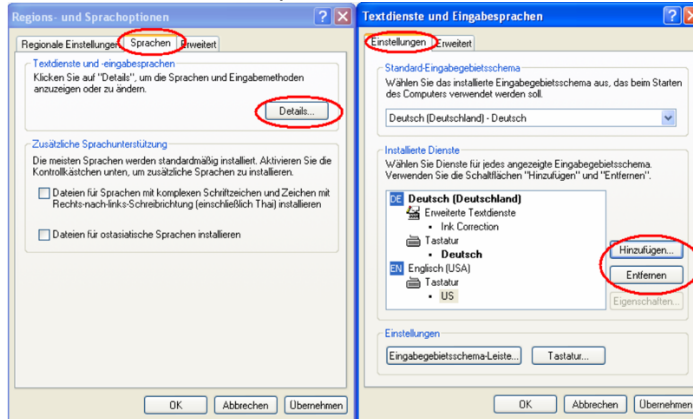 Regions- und Sprachoptionen
Regionale Einstellungen Sprachen Erweitert
Textdienste und -eingabesprachen
Klicken Sie auf "Details", um die Sprachen und Eingabemethoden
anzuzeigen oder zu ändern.
Details...
Zusätzliche Sprachunterstützung
Die meisten Sprachen werden standardmäßig installiert. Aktivieren Sie die
Kontrollkästchen unten, um zusätzliche Sprachen zu installieren.
Dateien für Sprachen mit komplexen Schriftzeichen und Zeichen mit
Rechts-nach-links-Schreibrichtung (einschließlich Thai) installieren
Dateien für ostasiatische Sprachen installieren
OK Abbrechen Übernehmen
Textdienste und Eingabesprachen
Einstellungen Erweitert
Standard-Eingabegebietsschema
Wählen Sie das installierte Eingabegebietsschema aus, das beim Starten
des Computers verwendet werden soll.
Deutsch (Deutschland) - Deutsch
Installierte Dienste
Wählen Sie Dienste für jedes angezeigte Eingabegebietsschema.
Verwenden Sie die Schaltflächen "Hinzufügen" und "Entfernen".
DE Deutsch (Deutschland)
Erweiterte Textdienste
• Ink Correction
Tastatur
• Deutsch
EN Englisch (USA)
Tastatur
• US
Hinzufügen...
Entfernen
Eigenschaften...
Einstellungen
Eingabegebietsschema-Leiste... Tastatur...
OK Abbrechen Übernehmen